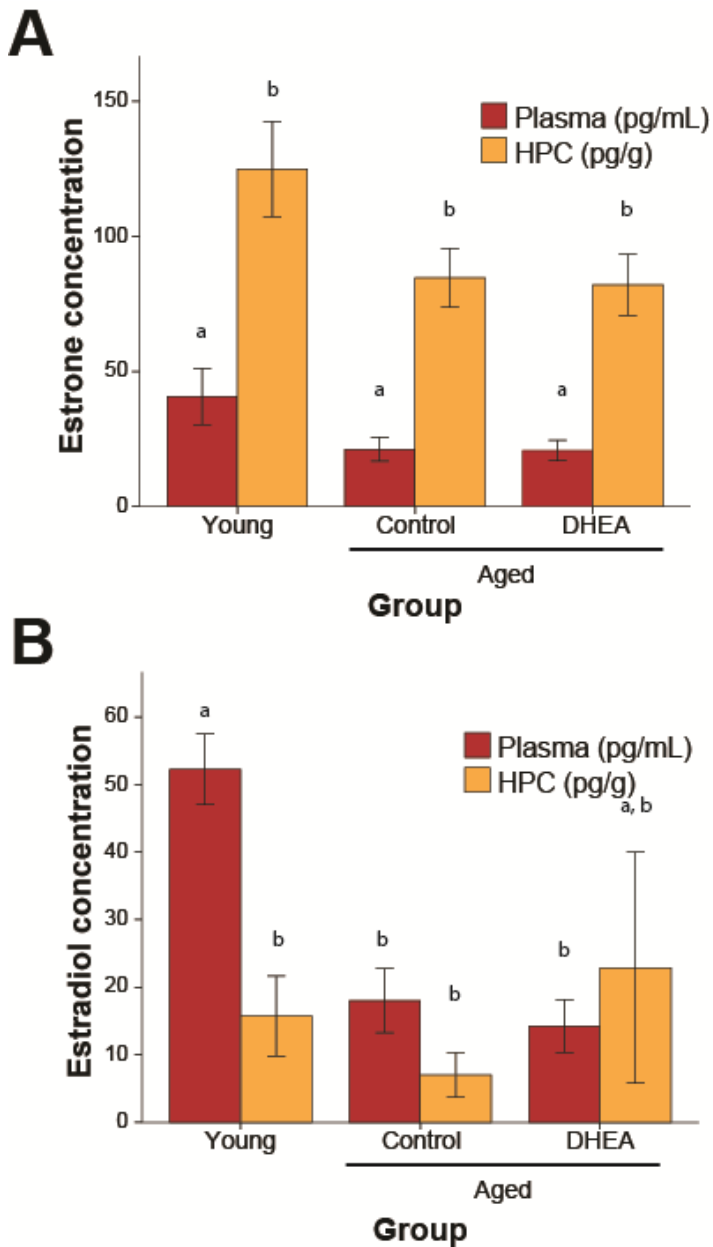 A
Estrone concentration
150
100
50
0
Plasma (pg/mL)
HPC (pg/g)
a
b
a
b
a
b
Young
Control
DHEA
Aged
Group
B
Estradiol concentration
60
50
40
30
20
10
0
Plasma (pg/mL)
HPC (pg/g)
a
b
b
b
b
a, b
Young
Control
DHEA
Aged
Group